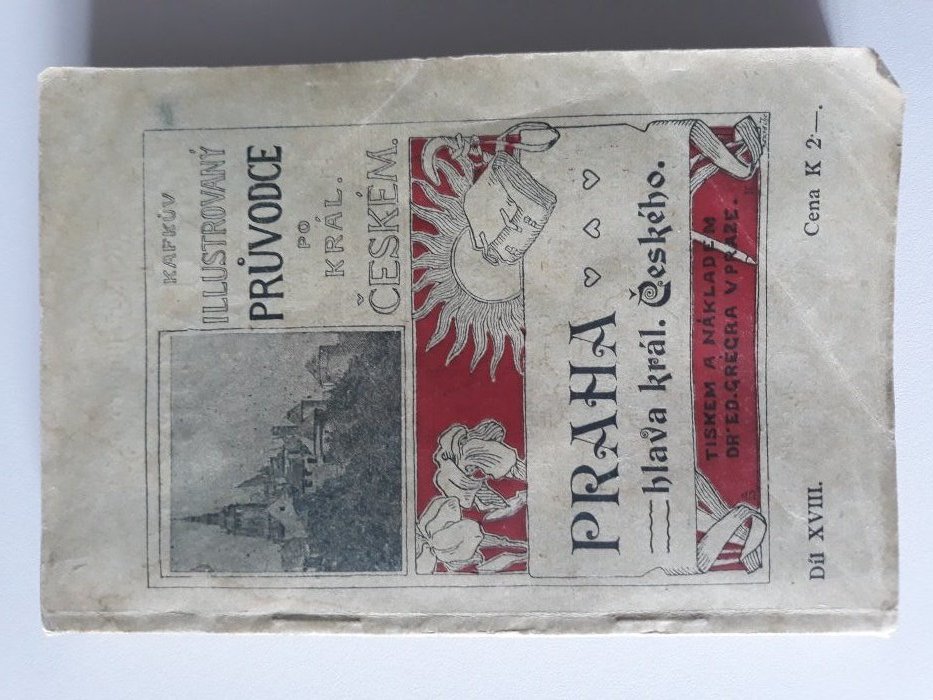 KAFKŮV
ILLUSTROVANÝ
PRŮVODCE
PO
KRÁL.
ČESKÉM.
PRAHA
hlava král. Českého.
TISKEM A NÁKLADEM
DRA ED. GRÉGRA V PRAZE.
Díl XVIII.
Cena K 2·—.